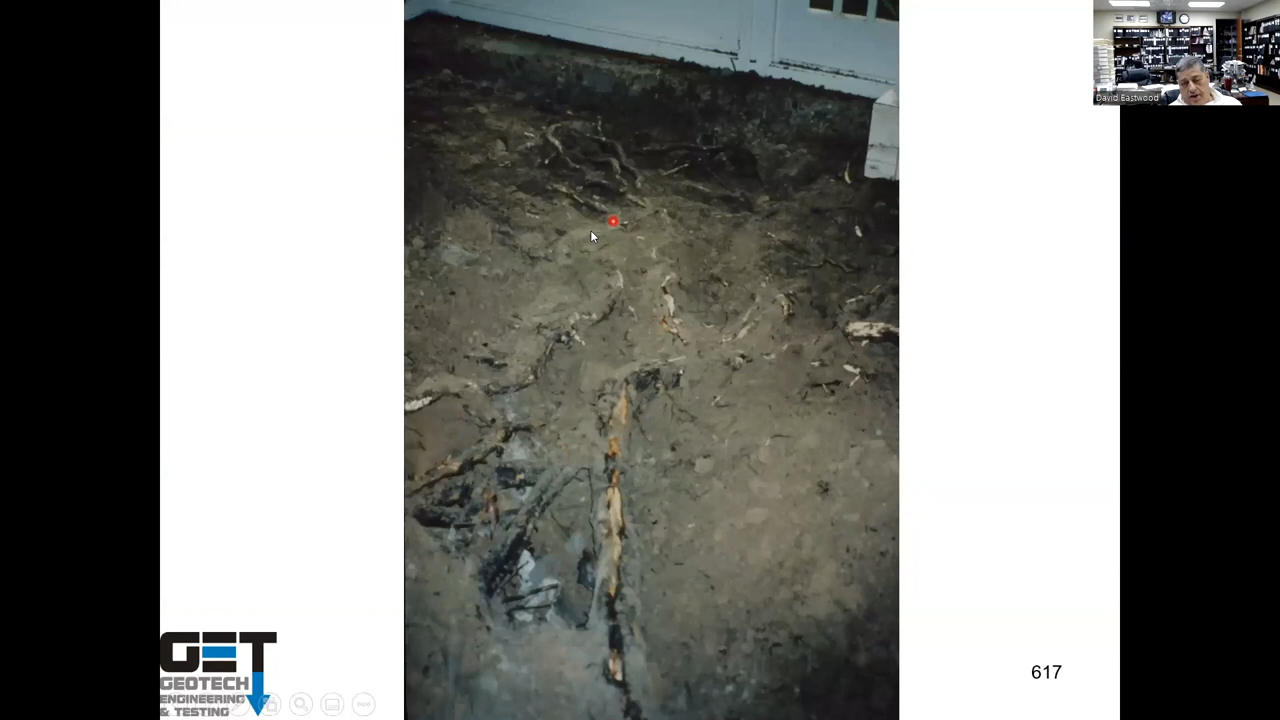 David Eastwood
GET
GEOTECH
ENGINEERING
& TESTING
617